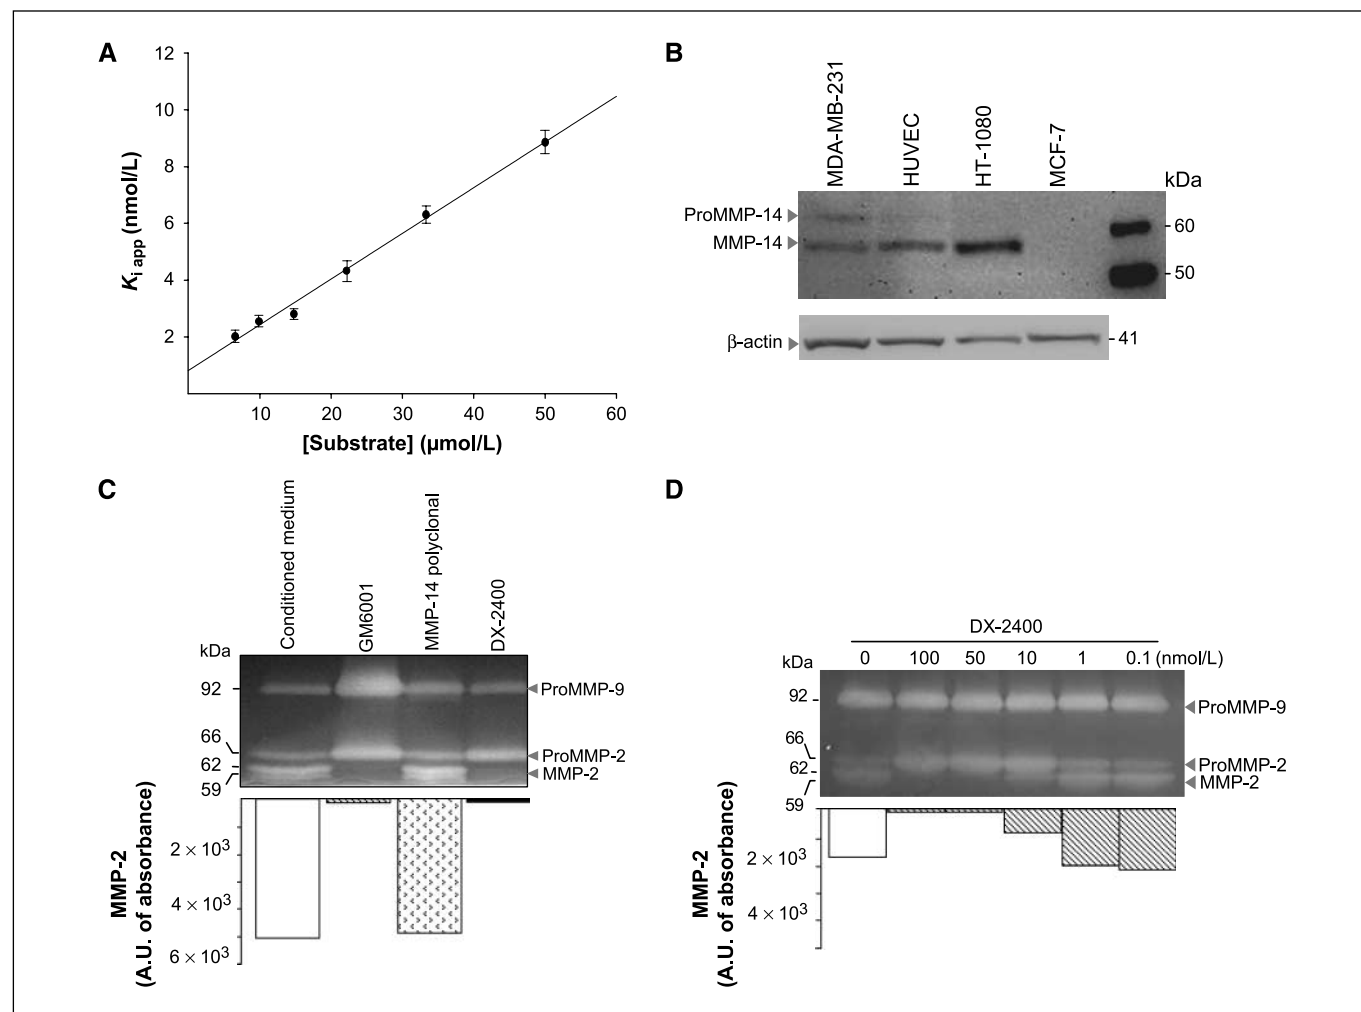 A
12
10
8
6
4
2
K i app (nmol/L)
10 20 30 40 50 60
[Substrate] (µmol/L)
B
MDA-MB-231
HUVEC
HT-1080
MCF-7
kDa
ProMMP-14
MMP-14
60
50
β-actin
41
C
Conditioned medium
GM6001
MMP-14 polyclonal
DX-2400
kDa
92
66
62
59
ProMMP-9
ProMMP-2
MMP-2
2 × 10³
4 × 10³
6 × 10³
MMP-2
(A.U. of absorbance)
D
DX-2400
kDa
0 100 50 10 1 0.1 (nmol/L)
92
66
62
59
ProMMP-9
ProMMP-2
MMP-2
2 × 10³
4 × 10³
MMP-2
(A.U. of absorbance)